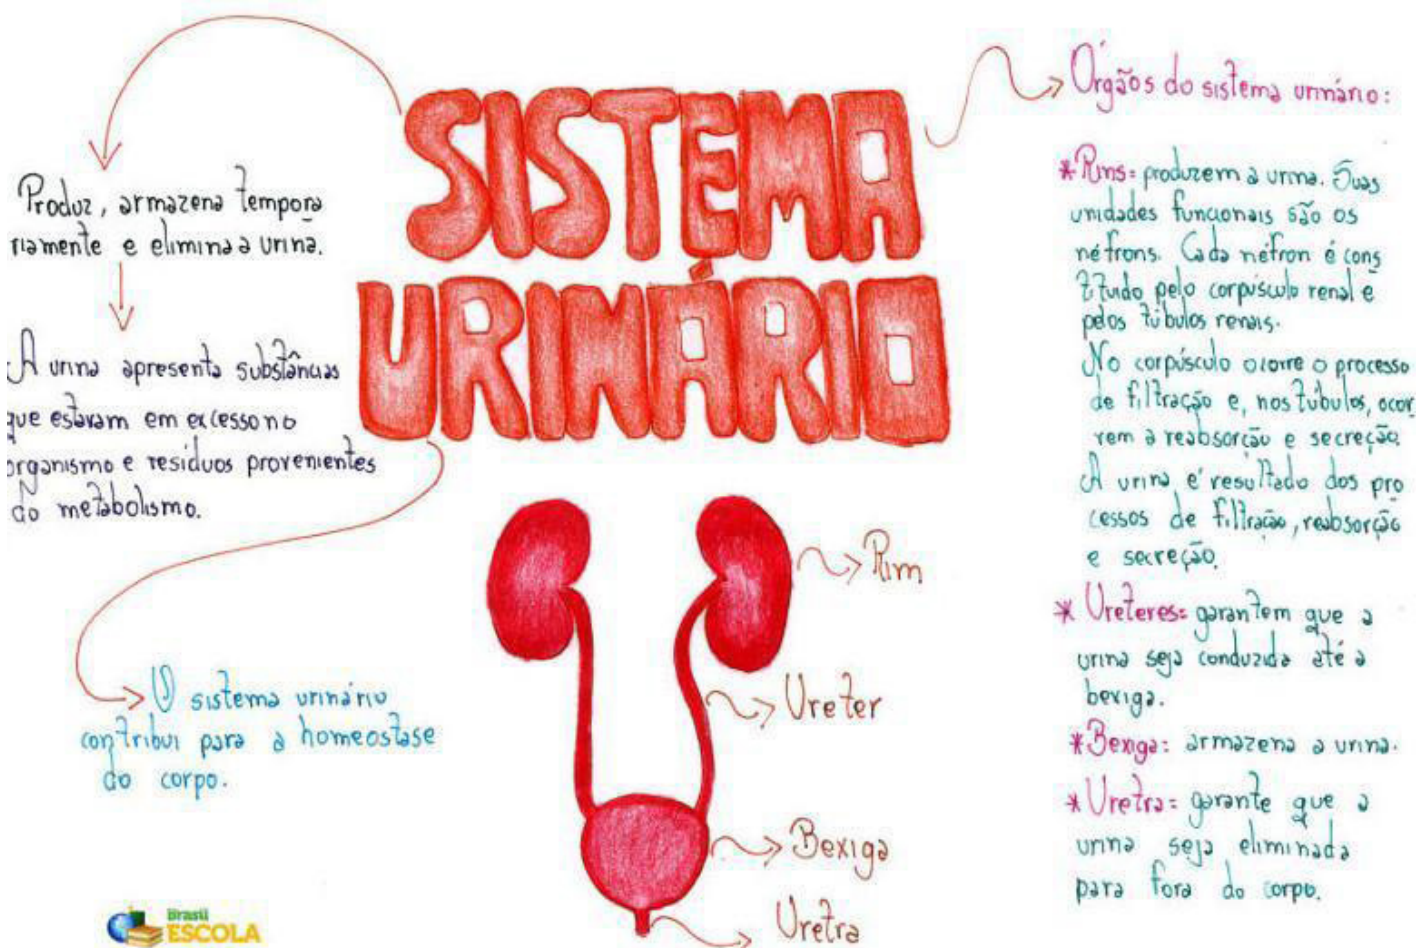 SISTEMA
URINÁRIO
Produz, armazena tempora
riamente e elimina a urina.
A urina apresenta substâncias
que estavam em excesso no
organismo e resíduos provenientes
do metabolismo.
O sistema urinário
contribui para a homeostase
do corpo.
Rim
Ureter
Bexiga
Uretra
Órgãos do sistema urinário:
*Rins: produzem a urina. Suas
unidades funcionais são os
néfrons. Cada néfron é cons
tituído pelo corpúsculo renal e
pelos túbulos renais.
No corpúsculo ocorre o processo
de filtração e, nos túbulos, ocor
rem a reabsorção e secreção.
A urina é resultado dos pro
cessos de filtração, reabsorção
e secreção.
* Ureteres: garantem que a
urina seja conduzida até a
bexiga.
*Bexiga: armazena a urina.
*Uretra: garante que a
urina seja eliminada
para fora do corpo.
Brasil
ESCOLA